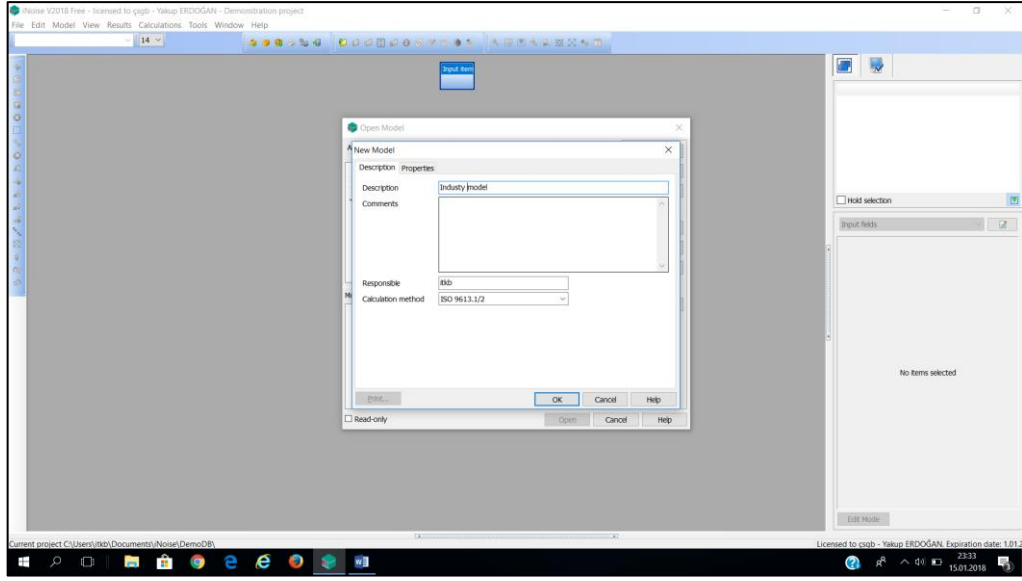 iNoise V2018 Free - licensed to çsgb - Yakup ERDOĞAN - Demonstration project
File Edit Model View Results Calculations Tools Window Help
14
Input item
Open Model
New Model
Description Properties
Description Industy model
Comments
Responsible itkb
Calculation method ISO 9613.1/2
Print... OK Cancel Help
Read-only Open Cancel Help
Hold selection
Input fields
No items selected
Edit Mode
Current project C:\Users\itkb\Documents\iNoise\DemoDB\
Licensed to çsgb - Yakup ERDOĞAN. Expiration date: 1.01.2
23:33
15.01.2018